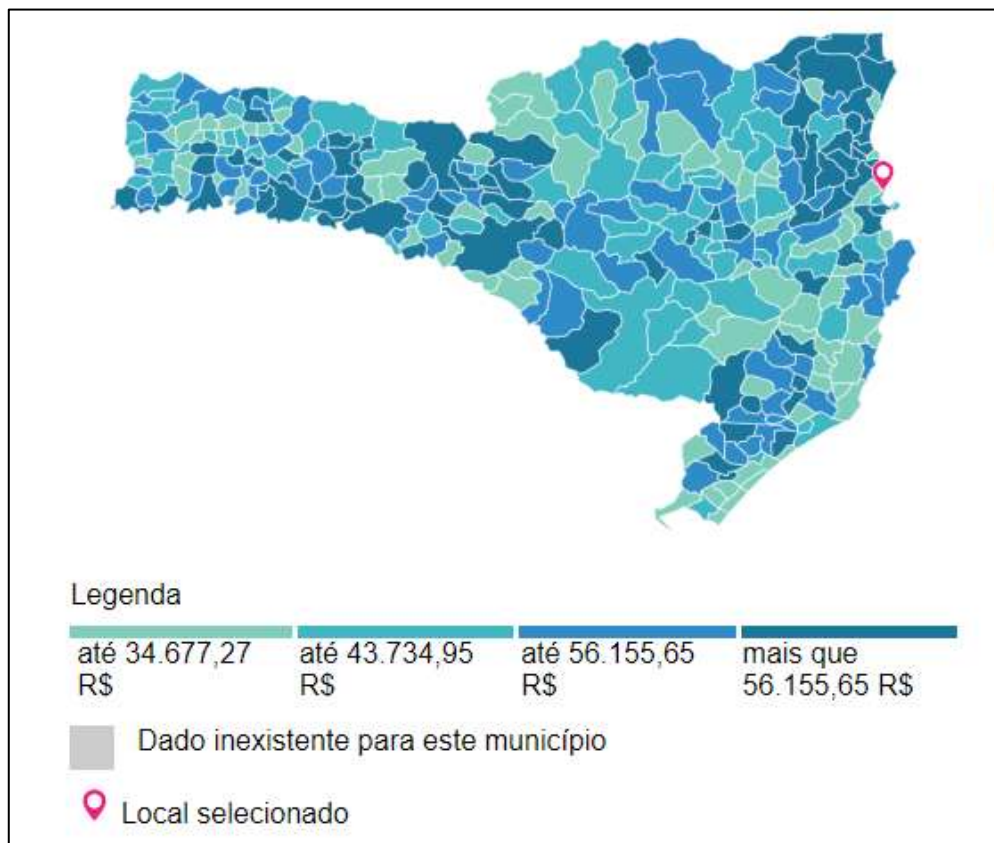 Legenda
até 34.677,27 R$
até 43.734,95 R$
até 56.155,65 R$
mais que 56.155,65 R$
Dado inexistente para este município
Local selecionado